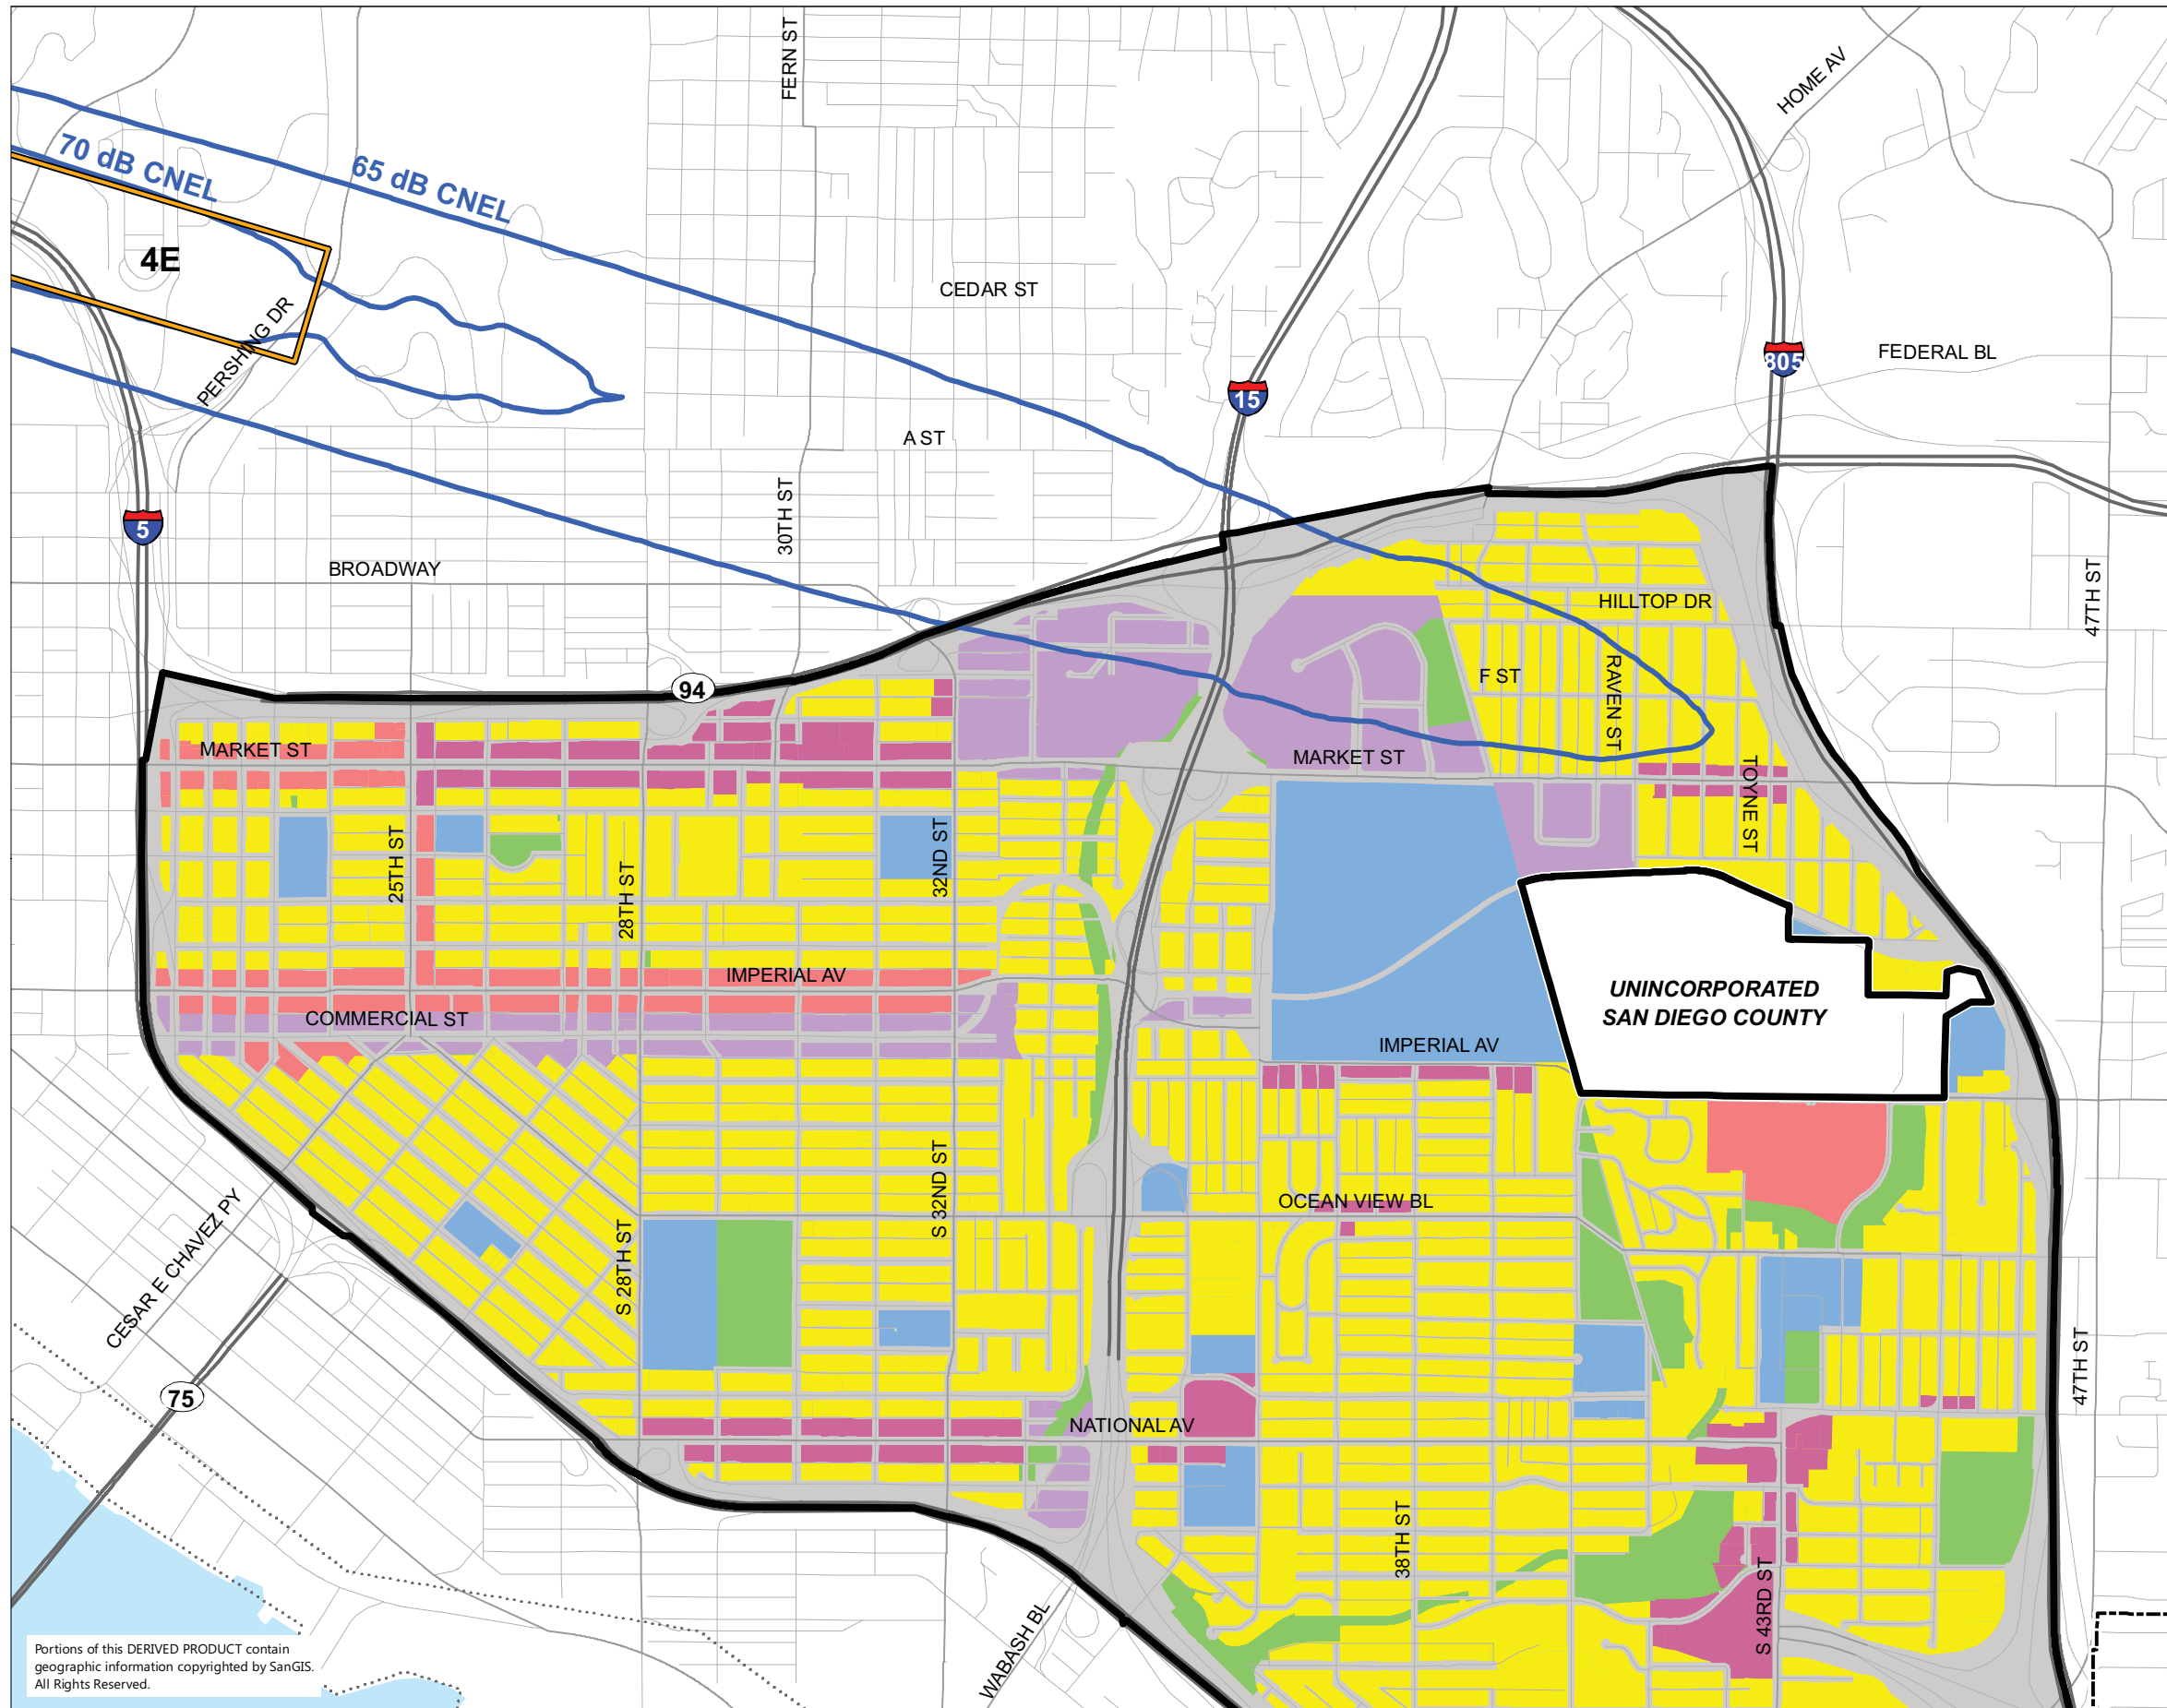 FERN ST
HOME AV
70 dB CNEL
65 dB CNEL
4E
CEDAR ST
PERSHING DR
FEDERAL BL
805
15
A ST
30TH ST
5
BROADWAY
47TH ST
HILLTOP DR
F ST
RAVEN ST
94
MARKET ST
MARKET ST
TOYNE ST
25TH ST
32ND ST
28TH ST
IMPERIAL AV
UNINCORPORATED
SAN DIEGO COUNTY
COMMERCIAL ST
IMPERIAL AV
S 32ND ST
OCEAN VIEW BL
CESAR E CHAVEZ PY
S 28TH ST
47TH ST
75
NATIONAL AV
38TH ST
S 43RD ST
WABASH BL
Portions of this DERIVED PRODUCT contain
geographic information copyrighted by SanGIS.
All Rights Reserved.